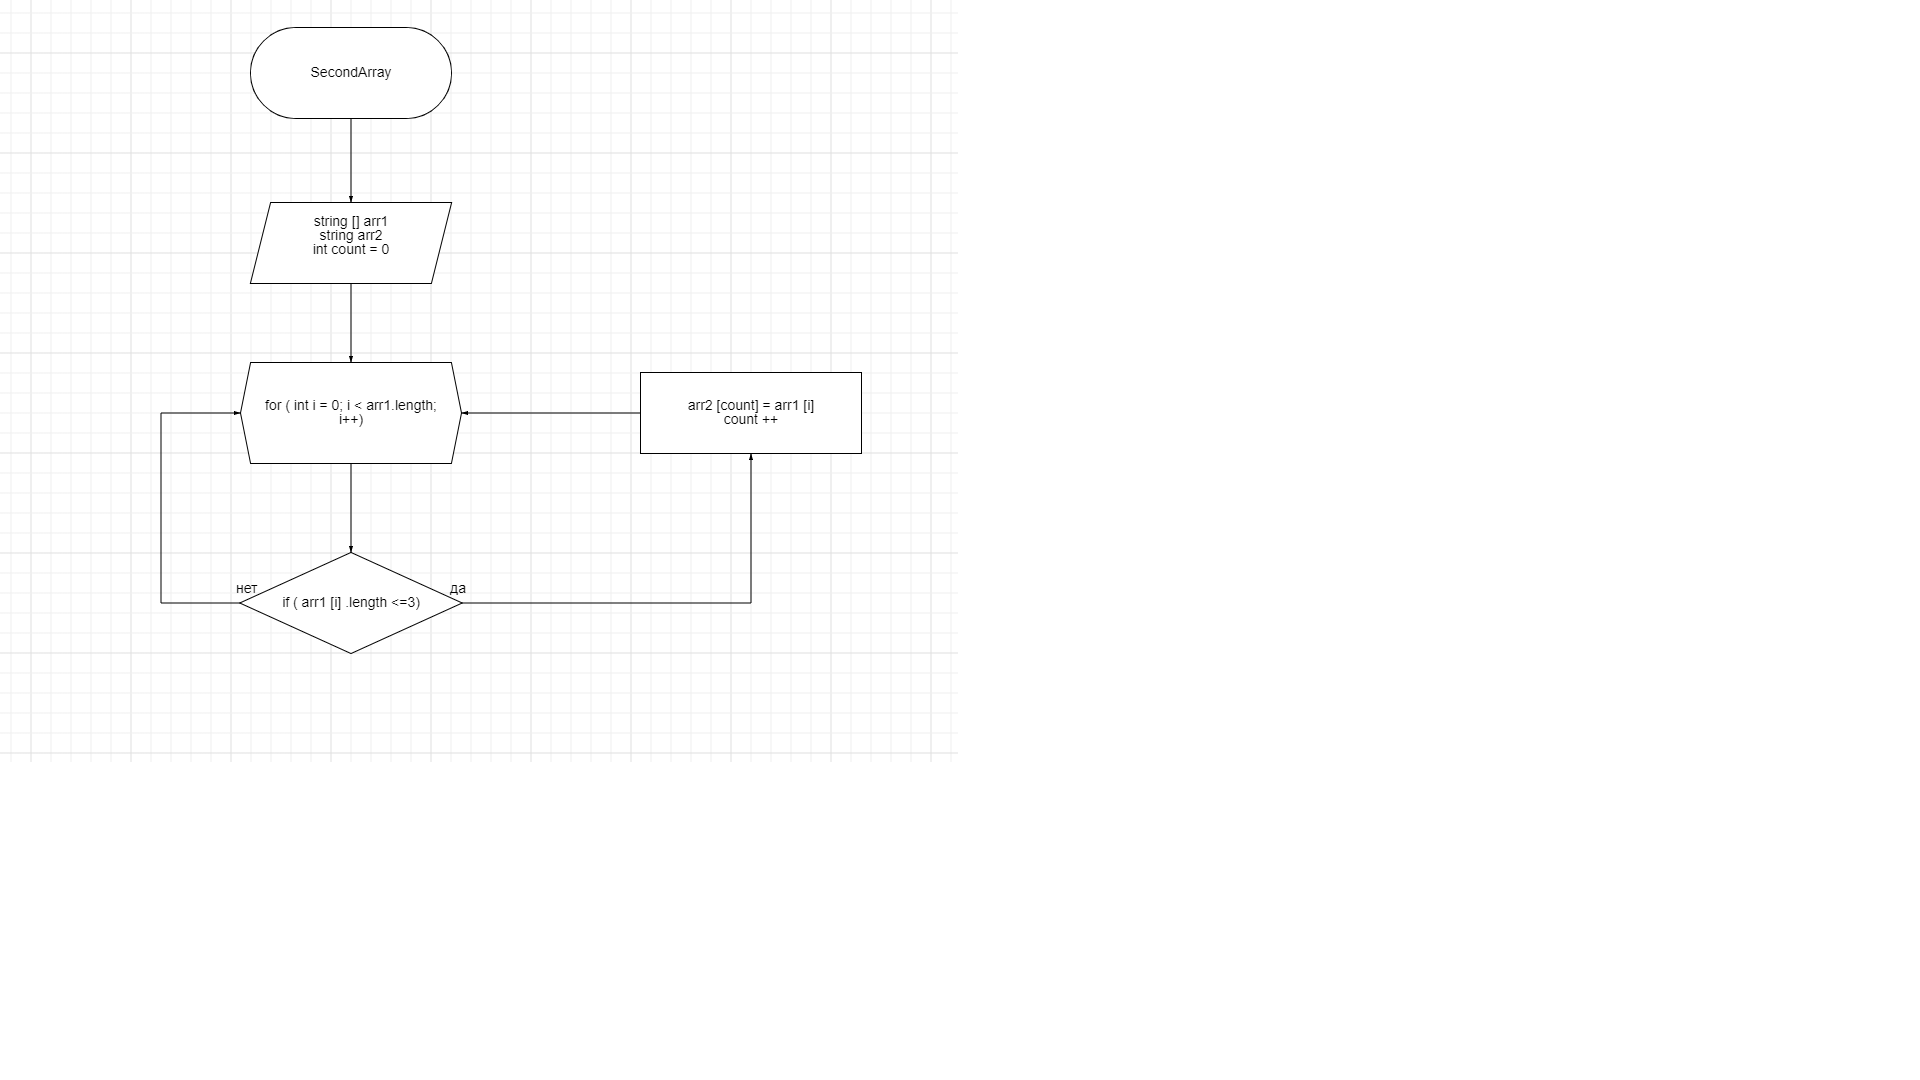 SecondArray
string [] arr1
string arr2
int count = 0
for ( int i = 0; i < arr1.length;
i++)
arr2 [count] = arr1 [i]
count ++
нет
да
if ( arr1 [i] .length <=3)